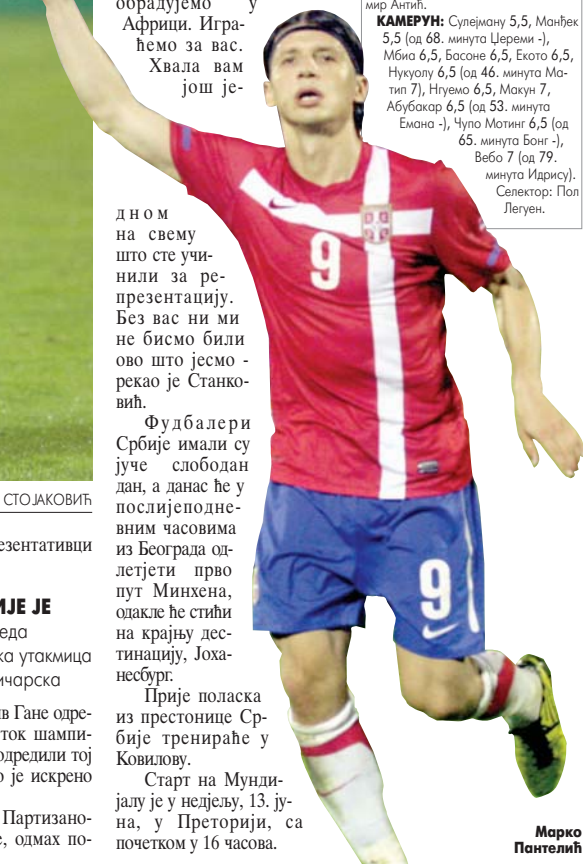 обрадујемо у
Африци. Игра-
ћемо за вас.
Хвала вам
још је-
дном
на свему
што сте учи-
нили за ре-
презентацију.
Без вас ни ми
не бисмо били
ово што јесмо -
рекао је Станко-
вић.
Фудбалери
Србије имали су
јуче слободан
дан, а данас ће у
послијеподне-
вним часовима
из Београда од-
летјети прво
пут Минхена,
одакле ће стићи
на крајњу дес-
тинацију, Јоха-
несбург.
Прије поласка
из престонице Ср-
бије тренираће у
Ковилову.
Старт на Мунди-
јалу је у недјељу, 13. ју-
на, у Преторији, са
почетком у 16 часова.
мир Антић.
КАМЕРУН: Сулејману 5,5, Манђек
5,5 (од 68. минута Џереми -),
Мбиа 6,5, Басоне 6,5, Екото 6,5,
Нукуолу 6,5 (од 46. минута Ма-
тип 7), Нгуемо 6,5, Макун 7,
Абубакар 6,5 (од 53. минута
Емана -), Чупо Мотинг 6,5 (од
65. минута Бонг -),
Вебо 7 (од 79.
минута Идрису).
Селектор: Пол
Легуен.
9
9
СТОЈАКОВИЋ
езентативци
ИЈЕ ЈЕ
еда
ка утакмица
ичарска
ив Гане одре-
ток шампи-
одредили тој
о је искрено
Партизано-
е, одмах по-
Марко
Пантелић